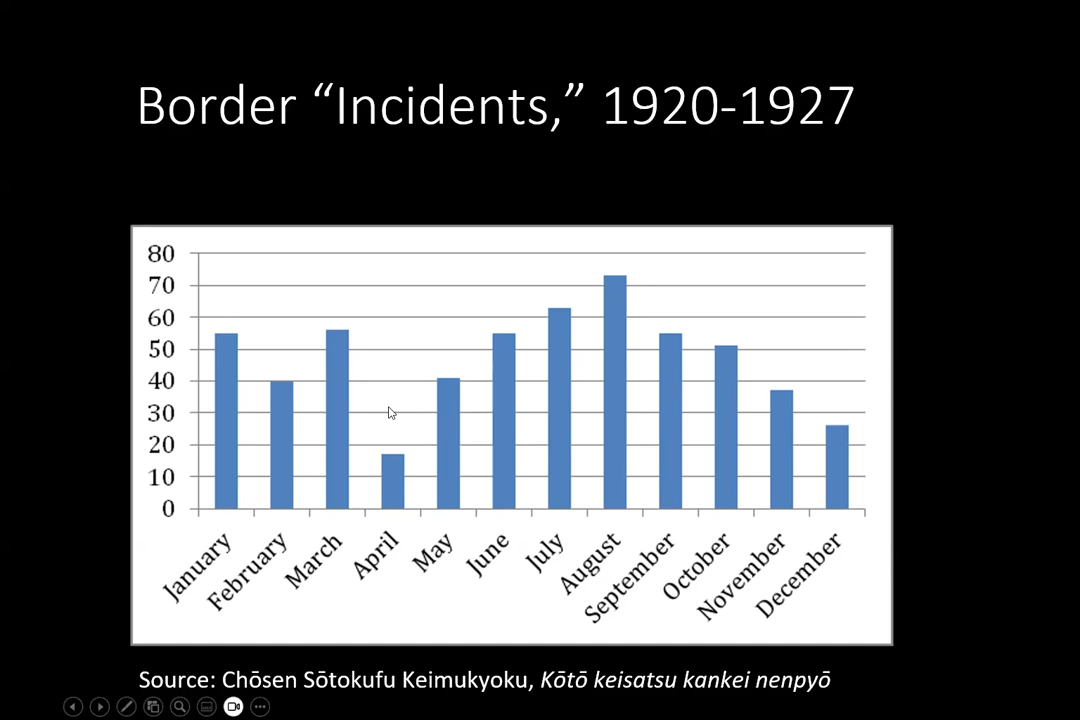 Border “Incidents,” 1920-1927
80
70
60
50
40
30
20
10
0
January
February
March
April
May
June
July
August
September
October
November
December
Source: Chōsen Sōtokufu Keimukyoku, Kōtō keisatsu kankei nenpyō